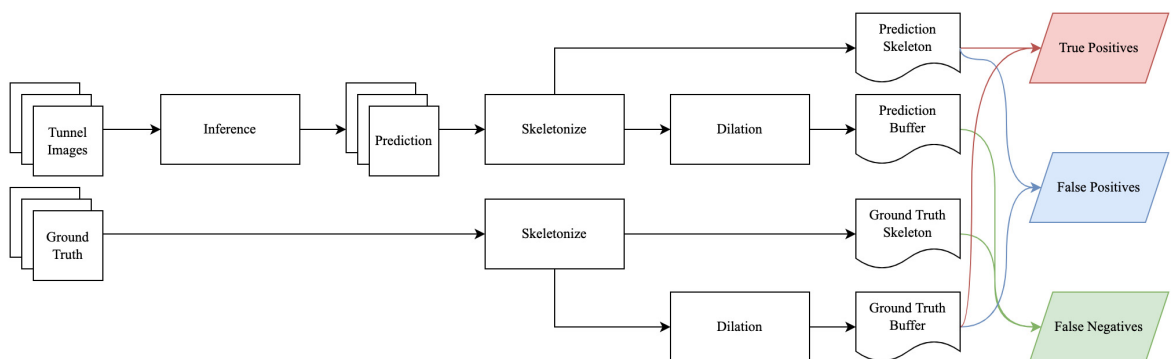 Prediction
Skeleton
True Positives
Tunnel
Images
Inference
Prediction
Skeletonize
Dilation
Prediction
Buffer
False Positives
Ground
Truth
Skeletonize
Ground Truth
Skeleton
Dilation
Ground Truth
Buffer
False Negatives